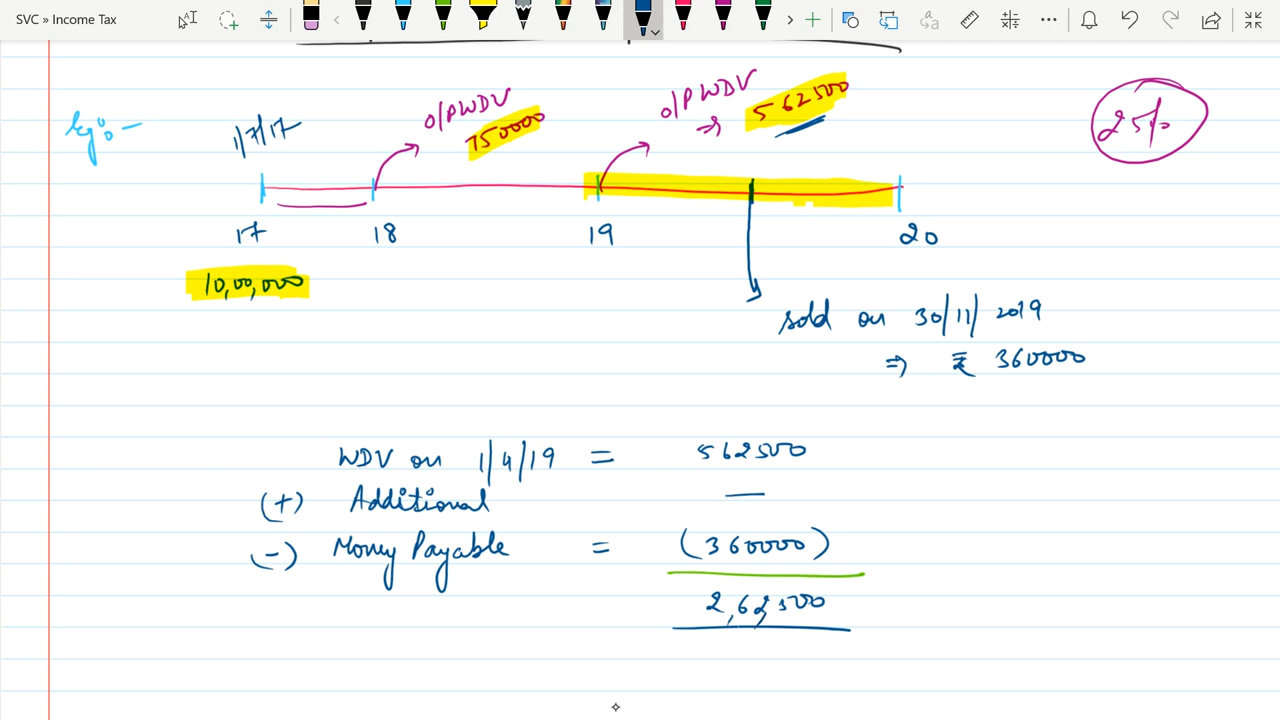 SVC » Income Tax
Eg:-
1/7/17
O/P WDV
750000
O/P WDV
⇒ 562500
25%
17
18
19
20
10,00,000
sold on 30/11/2019
⇒ ₹ 360000
WDV on 1/4/19 = 562500
(+) Additional —
(-) Money Payable = (360000)
2,62,500